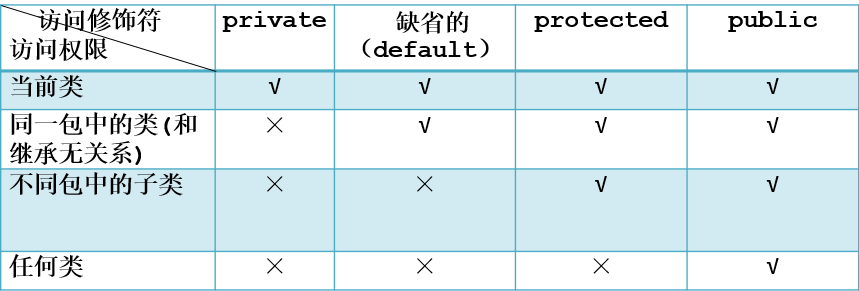 访问修饰符
访问权限
private
缺省的
（default）
protected
public
当前类
√
√
√
√
同一包中的类(和
继承无关系)
×
√
√
√
不同包中的子类
×
×
√
√
任何类
×
×
×
√